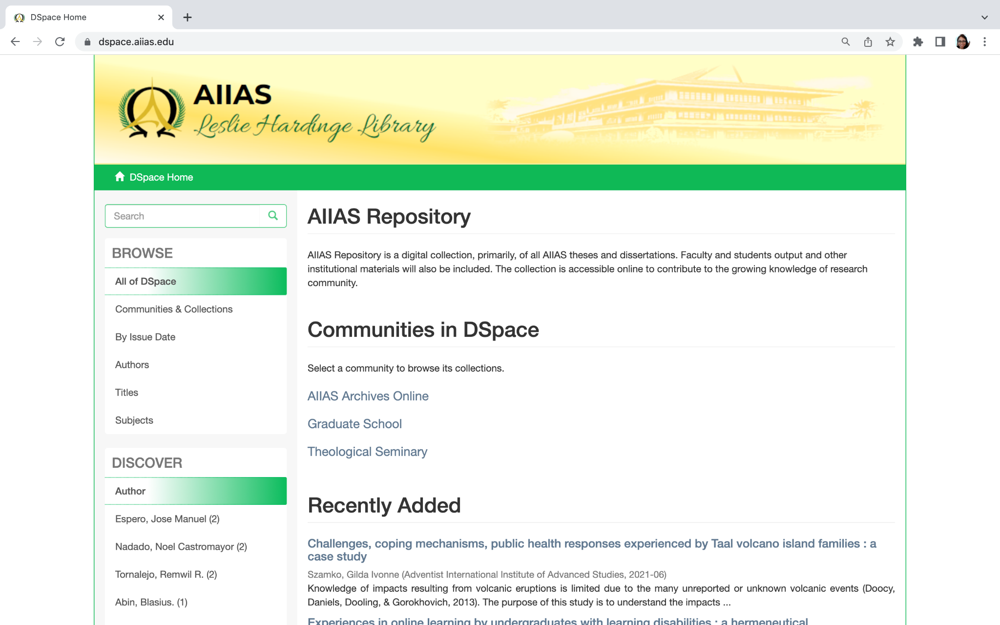 DSpace Home
dspace.aiias.edu
AIIAS
Leslie Hardinge Library
DSpace Home
Search
BROWSE
All of DSpace
Communities & Collections
By Issue Date
Authors
Titles
Subjects
DISCOVER
Author
Espero, Jose Manuel (2)
Nadado, Noel Castromayor (2)
Tornalejo, Remwil R. (2)
Abin, Blasius. (1)
AIIAS Repository
AIIAS Repository is a digital collection, primarily, of all AIIAS theses and dissertations. Faculty and students output and other
institutional materials will also be included. The collection is accessible online to contribute to the growing knowledge of research
community.
Communities in DSpace
Select a community to browse its collections.
AIIAS Archives Online
Graduate School
Theological Seminary
Recently Added
Challenges, coping mechanisms, public health responses experienced by Taal volcano island families : a
case study
Szamko, Gilda Ivonne (Adventist International Institute of Advanced Studies, 2021-06)
Knowledge of impacts resulting from volcanic eruptions is limited due to the many unreported or unknown volcanic events (Doocy,
Daniels, Dooling, & Gorokhovich, 2013). The purpose of this study is to understand the impacts ...
Experiences in online learning by undergraduates with learning disabilities : a hermeneutical